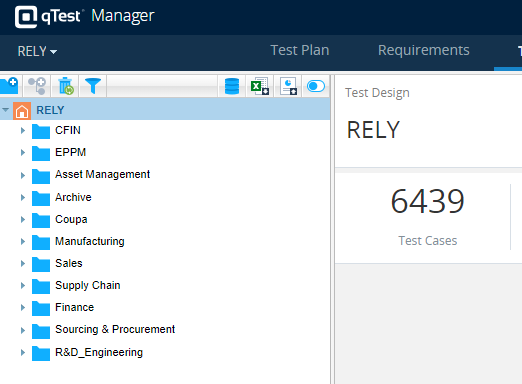 qTest Manager
RELY
Test Plan
Requirements
Test Design
RELY
6439
Test Cases
RELY
CFIN
EPPM
Asset Management
Archive
Coupa
Manufacturing
Sales
Supply Chain
Finance
Sourcing & Procurement
R&D_Engineering